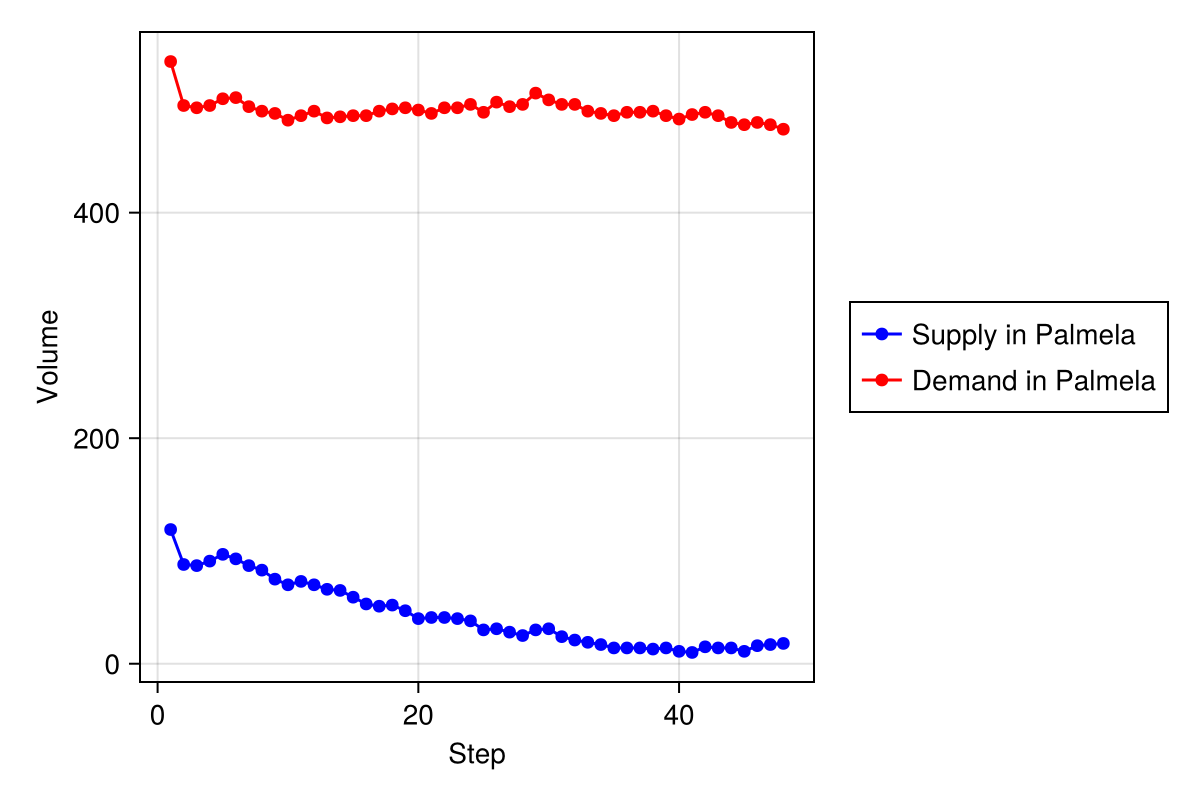 400
200
0
0 20 40
Volume
Step
Supply in Palmela
Demand in Palmela